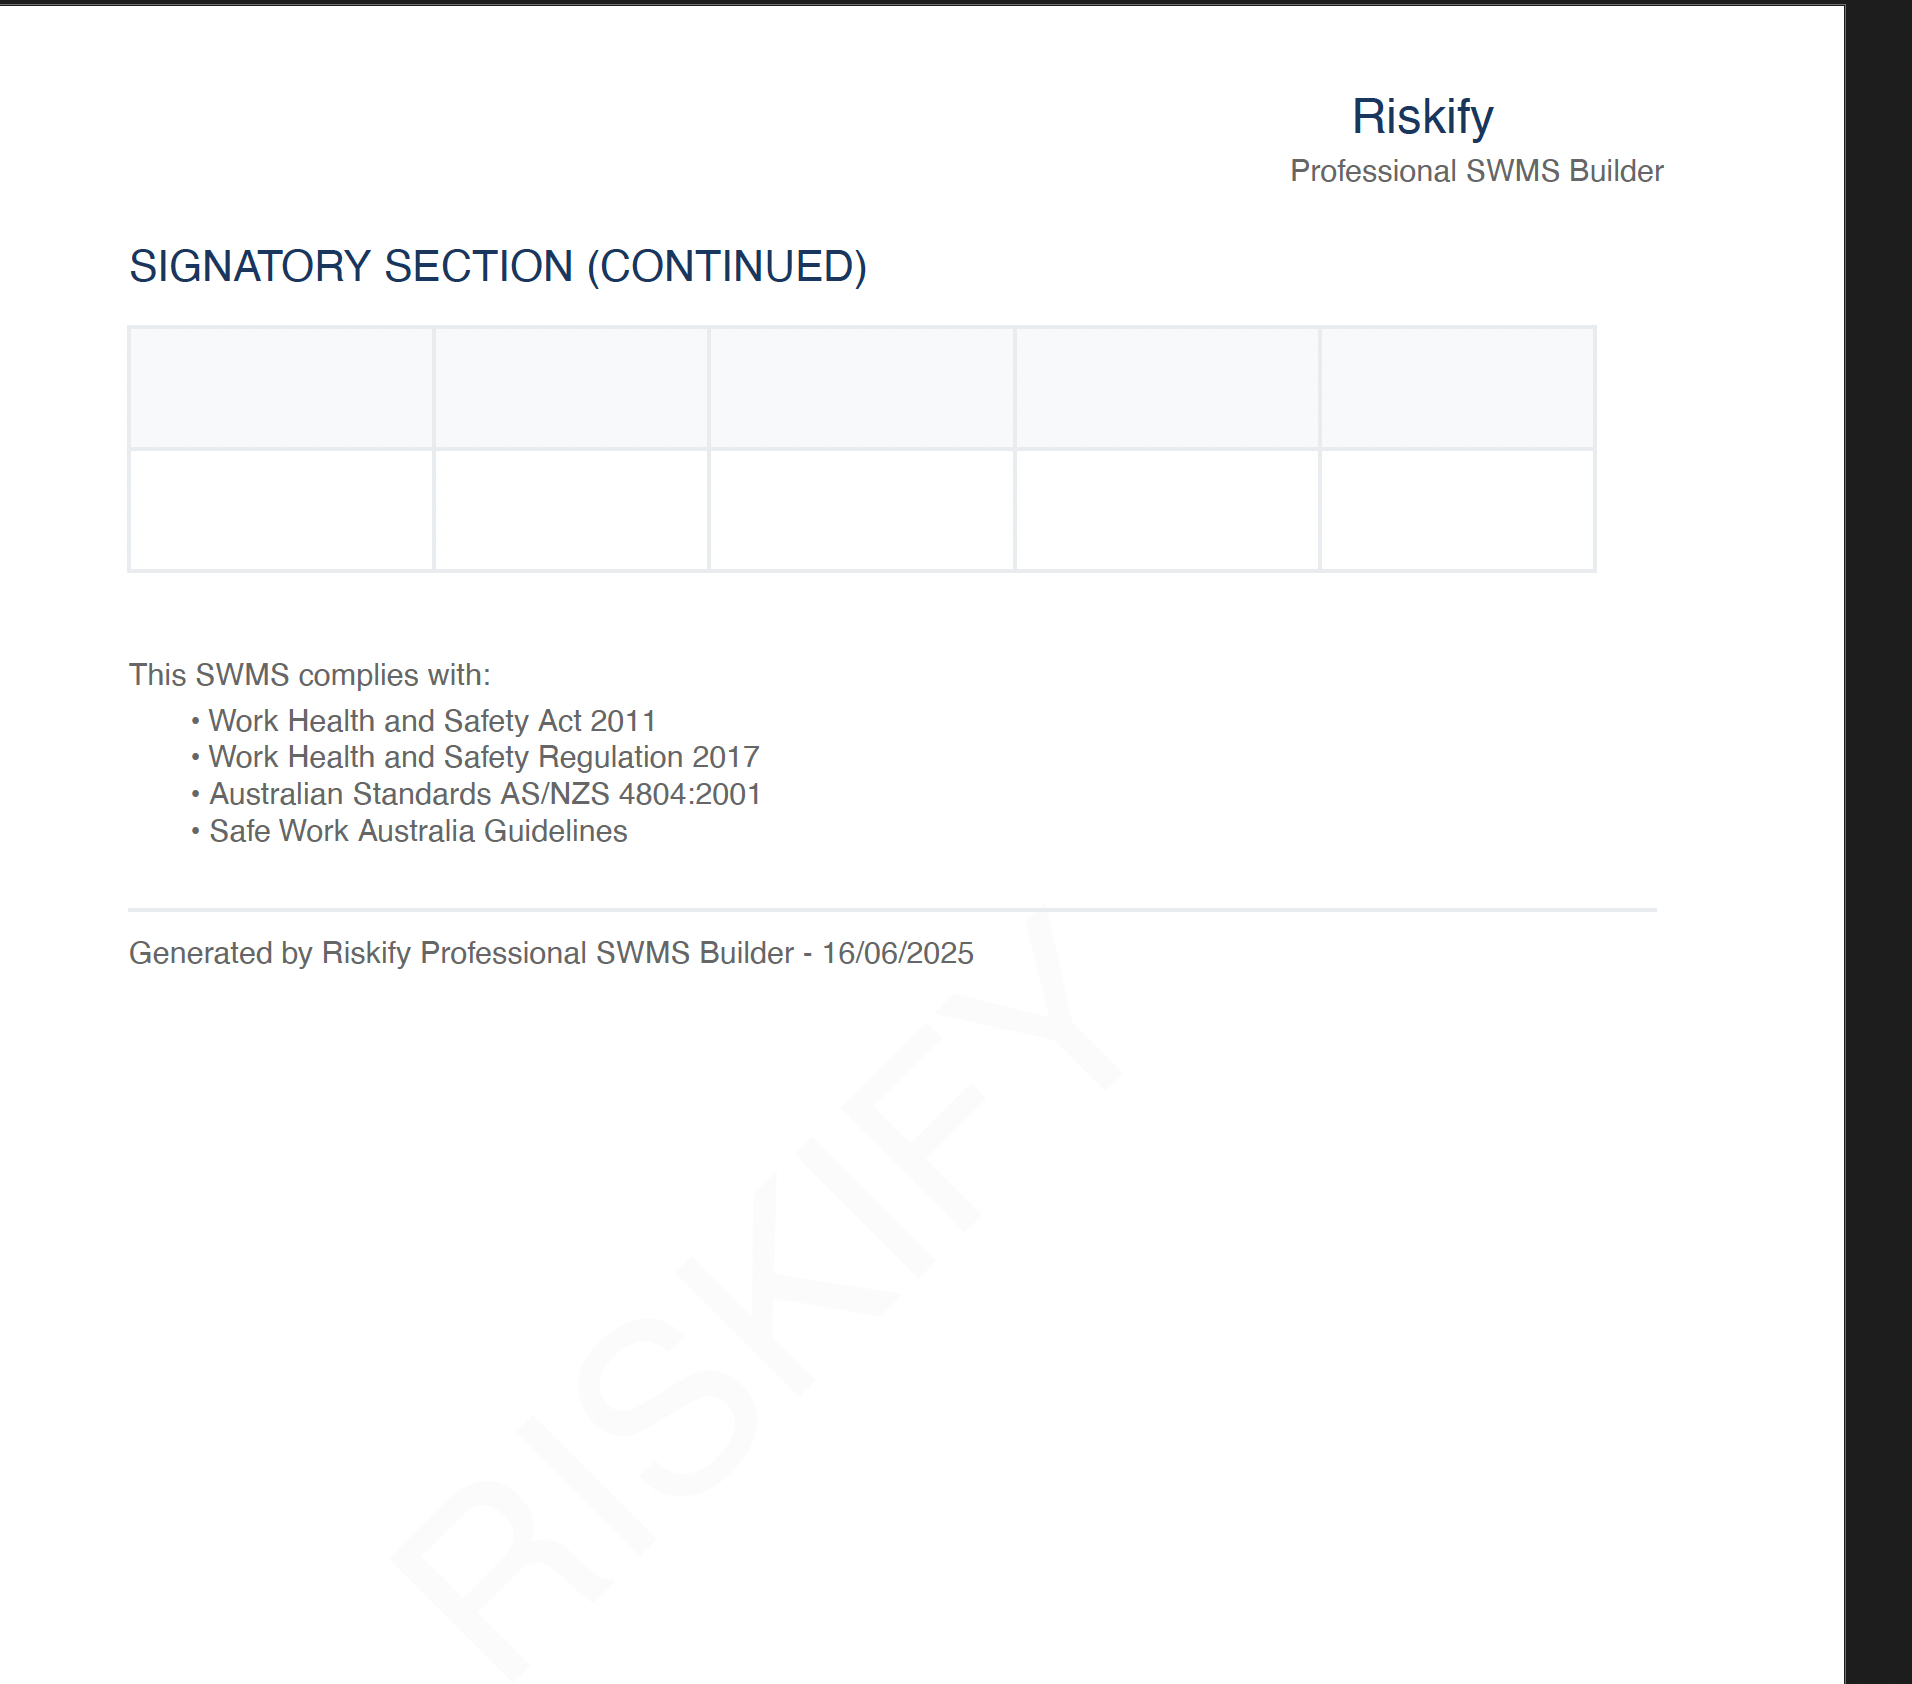 Riskify
Professional SWMS Builder
SIGNATORY SECTION (CONTINUED)
This SWMS complies with:
• Work Health and Safety Act 2011
• Work Health and Safety Regulation 2017
• Australian Standards AS/NZS 4804:2001
• Safe Work Australia Guidelines
Generated by Riskify Professional SWMS Builder - 16/06/2025
RISKIFY